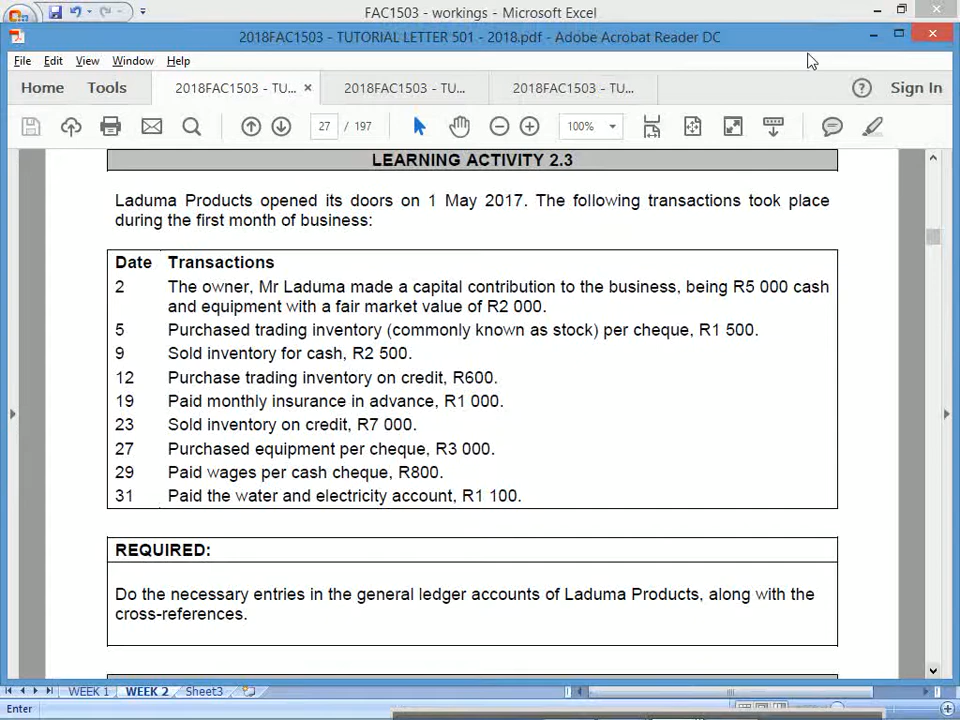 FAC1503 - workings - Microsoft Excel
2018FAC1503 - TUTORIAL LETTER 501 - 2018.pdf - Adobe Acrobat Reader DC
File Edit View Window Help
Home Tools 2018FAC1503 - TU... × 2018FAC1503 - TU... 2018FAC1503 - TU... ? Sign In
27 / 197 100%
LEARNING ACTIVITY 2.3
Laduma Products opened its doors on 1 May 2017. The following transactions took place
during the first month of business:
Date Transactions
2 The owner, Mr Laduma made a capital contribution to the business, being R5 000 cash
and equipment with a fair market value of R2 000.
5 Purchased trading inventory (commonly known as stock) per cheque, R1 500.
9 Sold inventory for cash, R2 500.
12 Purchase trading inventory on credit, R600.
19 Paid monthly insurance in advance, R1 000.
23 Sold inventory on credit, R7 000.
27 Purchased equipment per cheque, R3 000.
29 Paid wages per cash cheque, R800.
31 Paid the water and electricity account, R1 100.
REQUIRED:
Do the necessary entries in the general ledger accounts of Laduma Products, along with the
cross-references.
WEEK 1 WEEK 2 Sheet3
Enter